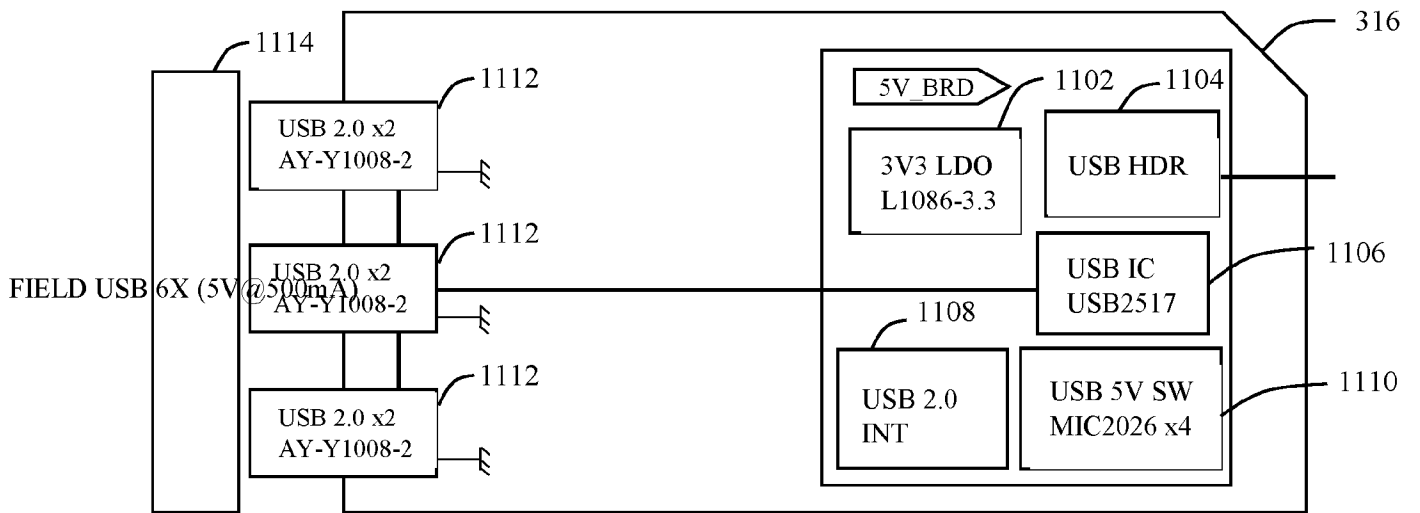 1114
316
1112
5V_BRD
1102
1104
USB 2.0 x2
AY-Y1008-2
3V3 LDO
L1086-3.3
USB HDR
1112
1106
FIELD USB 6X (5V@500mA)
USB 2.0 x2
AY-Y1008-2
USB IC
USB2517
1108
1112
USB 2.0 x2
AY-Y1008-2
USB 2.0
INT
USB 5V SW
MIC2026 x4
1110